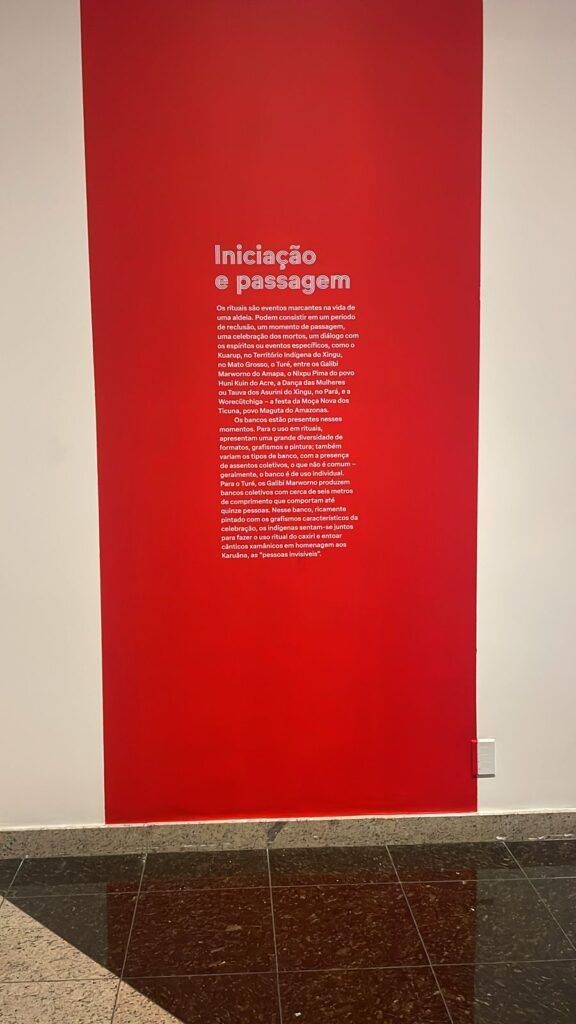 Iniciação
e passagem
Os rituais são eventos marcantes na vida de
uma aldeia. Podem consistir em um período
de reclusão, um momento de passagem,
uma celebração dos mortos, um diálogo com
os espíritos ou eventos específicos, como o
Kuarup, no Território Indígena do Xingu,
no Mato Grosso, o Turé, entre os Galibi
Marworno do Amapa, o Nixpu Pima do povo
Huni Kuin do Acre, a Dança das Mulheres
ou Tauva dos Asurini do Xingu, no Pará, e a
Worecütchiga – a festa da Moça Nova dos
Ticuna, povo Maguta do Amazonas.
Os bancos estão presentes nesses
momentos. Para o uso em rituais,
apresentam uma grande diversidade de
formatos, grafismos e pintura; também
variam os tipos de banco, com a presença
de assentos coletivos, o que não é comum –
geralmente, o banco é de uso individual.
Para o Turé, os Galibi Marworno produzem
bancos coletivos com cerca de seis metros
de comprimento que comportam até
quinze pessoas. Nesse banco, ricamente
pintado com os grafismos característicos da
celebração, os indígenas sentam-se juntos
para fazer o uso ritual do caxiri e entoar
cânticos xamânicos em homenagem aos
Karuãna, as “pessoas invisíveis”.